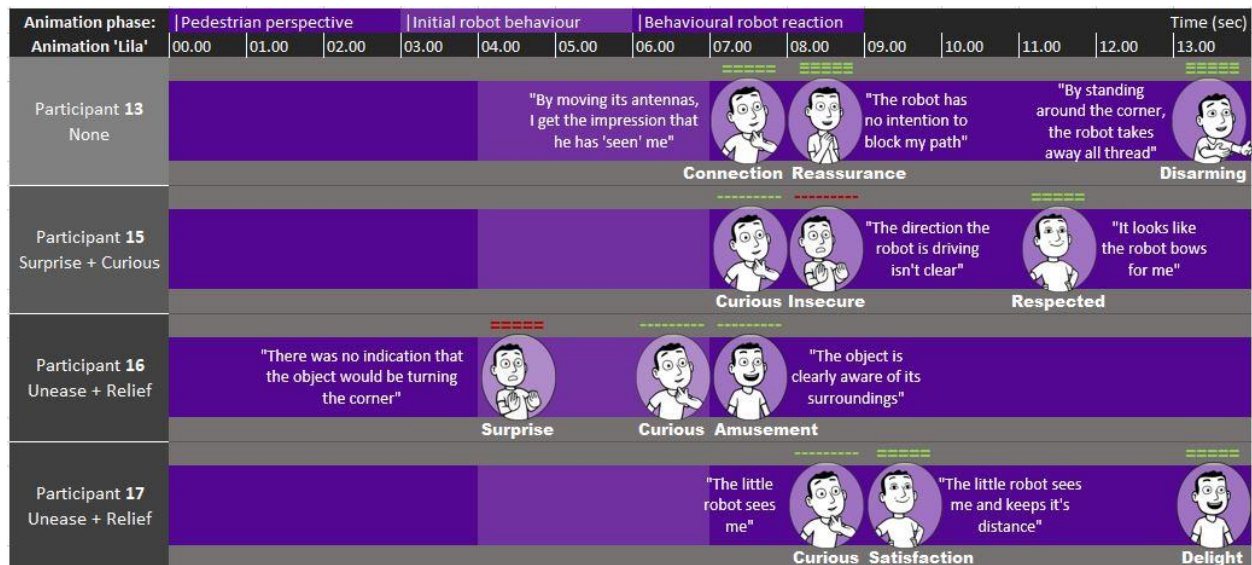 Animation phase: |Pedestrian perspective |Initial robot behaviour |Behavioural robot reaction Time (sec)
Animation 'Lila' |00.00 |01.00 |02.00 |03.00 |04.00 |05.00 |06.00 |07.00 |08.00 |09.00 |10.00 |11.00 |12.00 |13.00
Participant 13
None
"By moving its antennas,
I get the impression that
he has 'seen' me"
"The robot has
no intention to
block my path"
"By standing
around the corner,
the robot takes
away all thread"
Connection Reassurance Disarming
Participant 15
Surprise + Curious
"The direction the
robot is driving
isn't clear"
"It looks like
the robot bows
for me"
Curious Insecure Respected
Participant 16
Unease + Relief
"There was no indication that
the object would be turning
the corner"
"The object is
clearly aware of its
surroundings"
Surprise Curious Amusement
Participant 17
Unease + Relief
"The little
robot sees
me"
"The little robot sees
me and keeps it's
distance"
Curious Satisfaction Delight